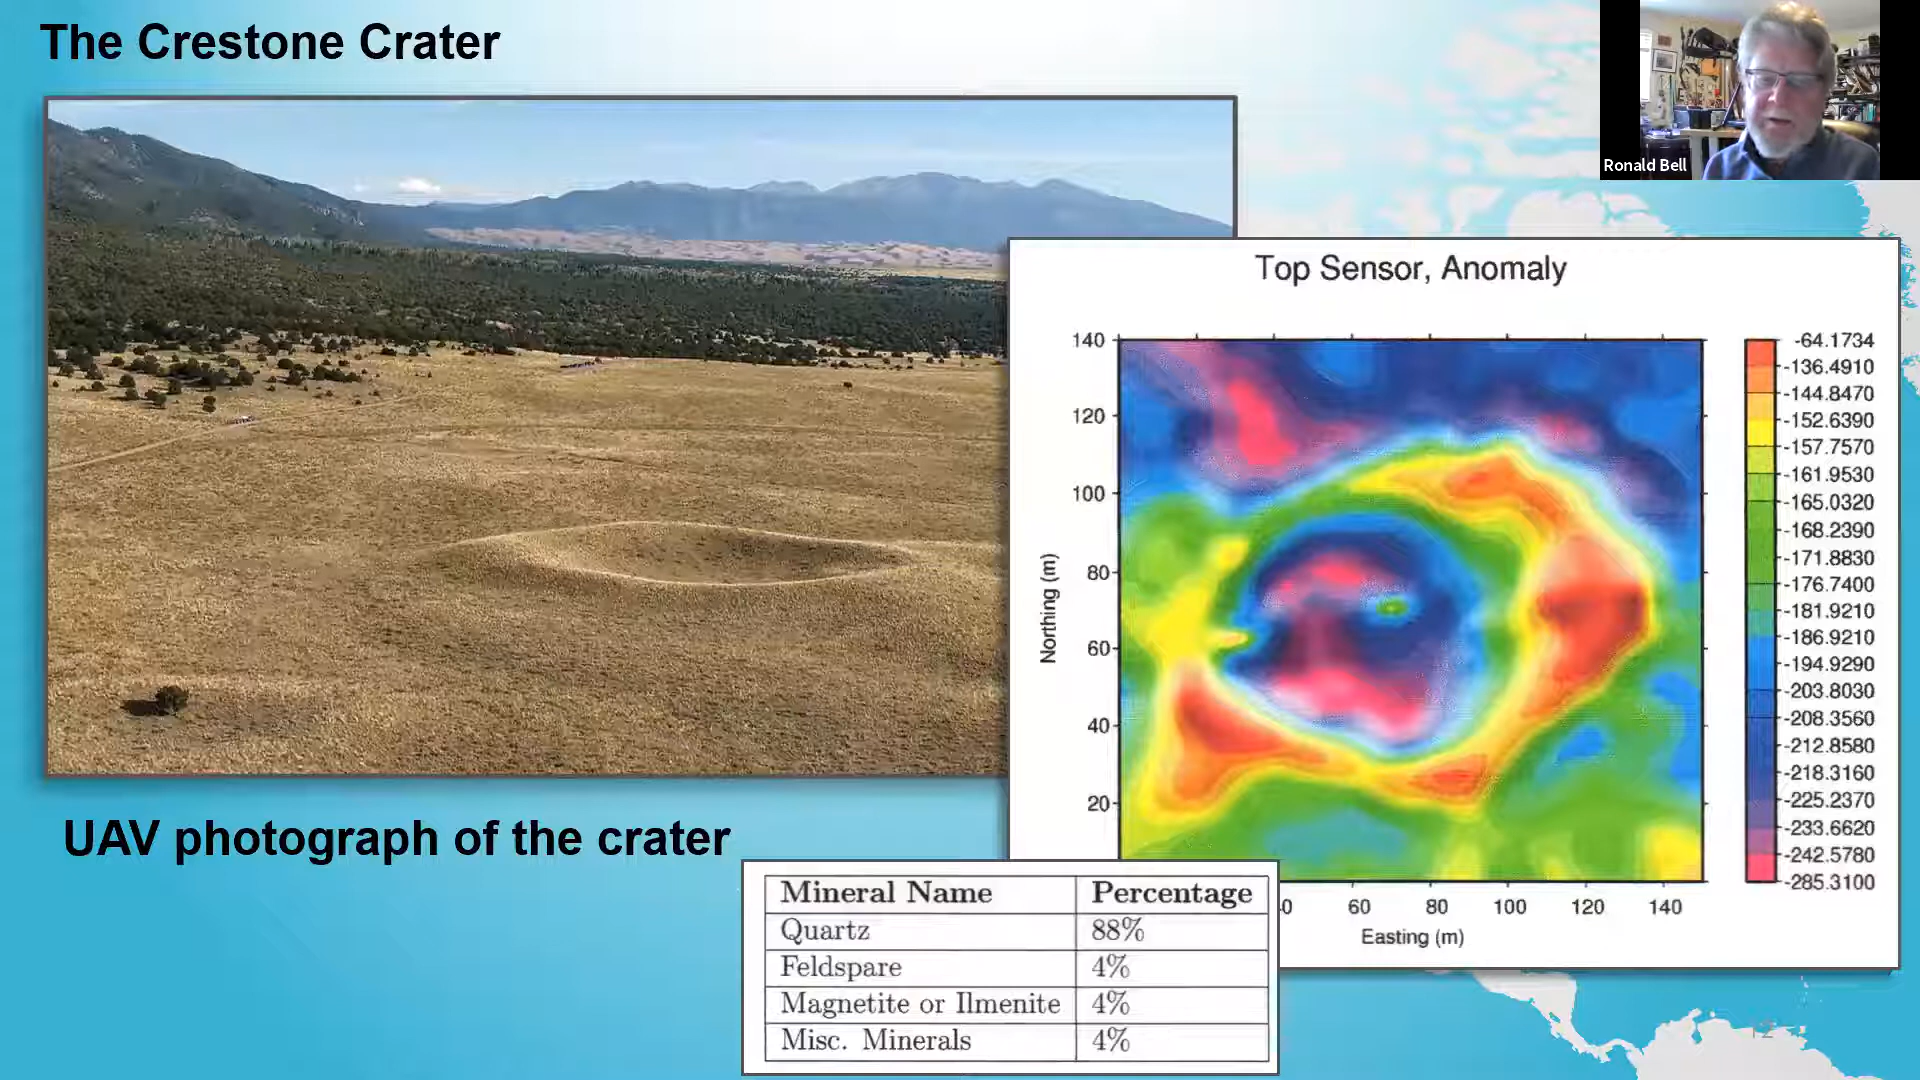 The Crestone Crater
Ronald Bell
Top Sensor, Anomaly
140
120
100
80
60
40
20
Northing (m)
-64.1734
-136.4910
-144.8470
-152.6390
-157.7570
-161.9530
-165.0320
-168.2390
-171.8830
-176.7400
-181.9210
-186.9210
-194.9290
-203.8030
-208.3560
-212.8580
-218.3160
-225.2370
-233.6620
-242.5780
-285.3100
60 80 100 120 140
Easting (m)
UAV photograph of the crater
Mineral Name Percentage
Quartz 88%
Feldspare 4%
Magnetite or Ilmenite 4%
Misc. Minerals 4%
12